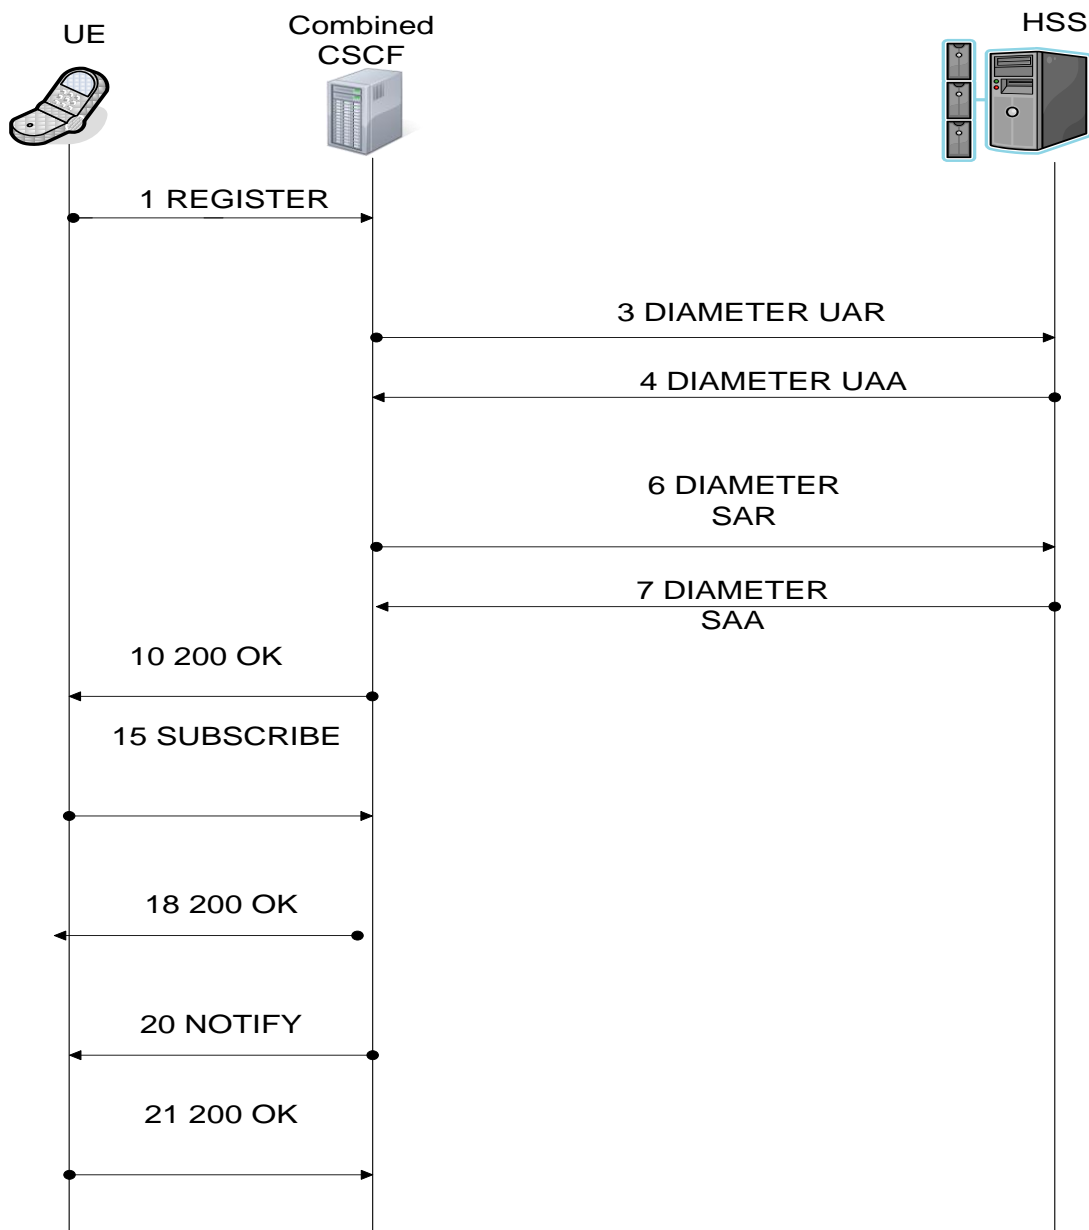 UE
Combined
CSCF
HSS
1 REGISTER
3 DIAMETER UAR
4 DIAMETER UAA
6 DIAMETER
SAR
7 DIAMETER
SAA
10 200 OK
15 SUBSCRIBE
18 200 OK
20 NOTIFY
21 200 OK